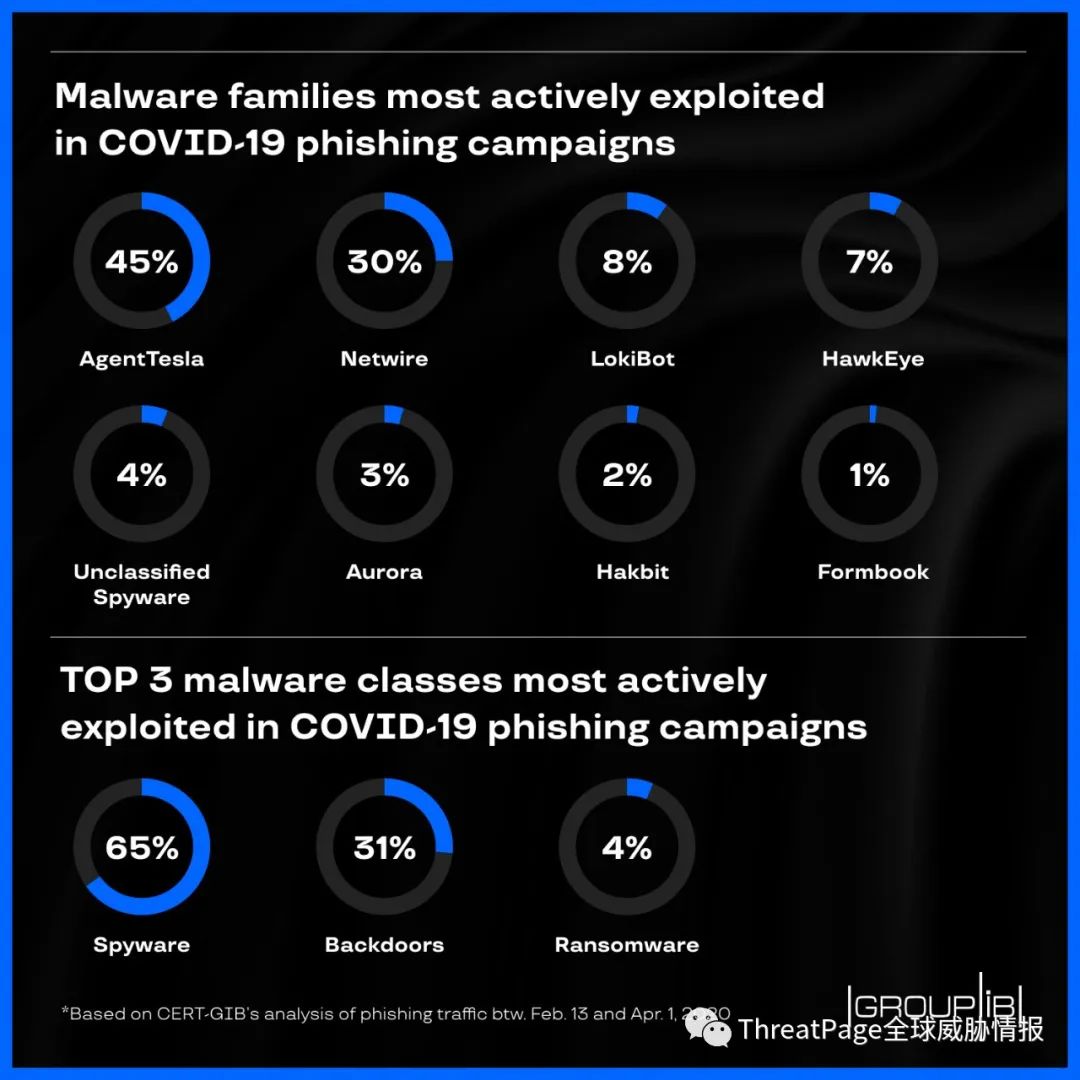 Malware families most actively exploited
in COVID-19 phishing campaigns
45%
30%
8%
7%
AgentTesla
Netwire
LokiBot
HawkEye
4%
3%
2%
1%
Unclassified
Spyware
Aurora
Hakbit
Formbook
TOP 3 malware classes most actively
exploited in COVID-19 phishing campaigns
65%
31%
4%
Spyware
Backdoors
Ransomware
GROUP|iB
*Based on CERT-GIB's analysis of phishing traffic btw. Feb. 13 and Apr. 1, 2020
ThreatPage全球威胁情报